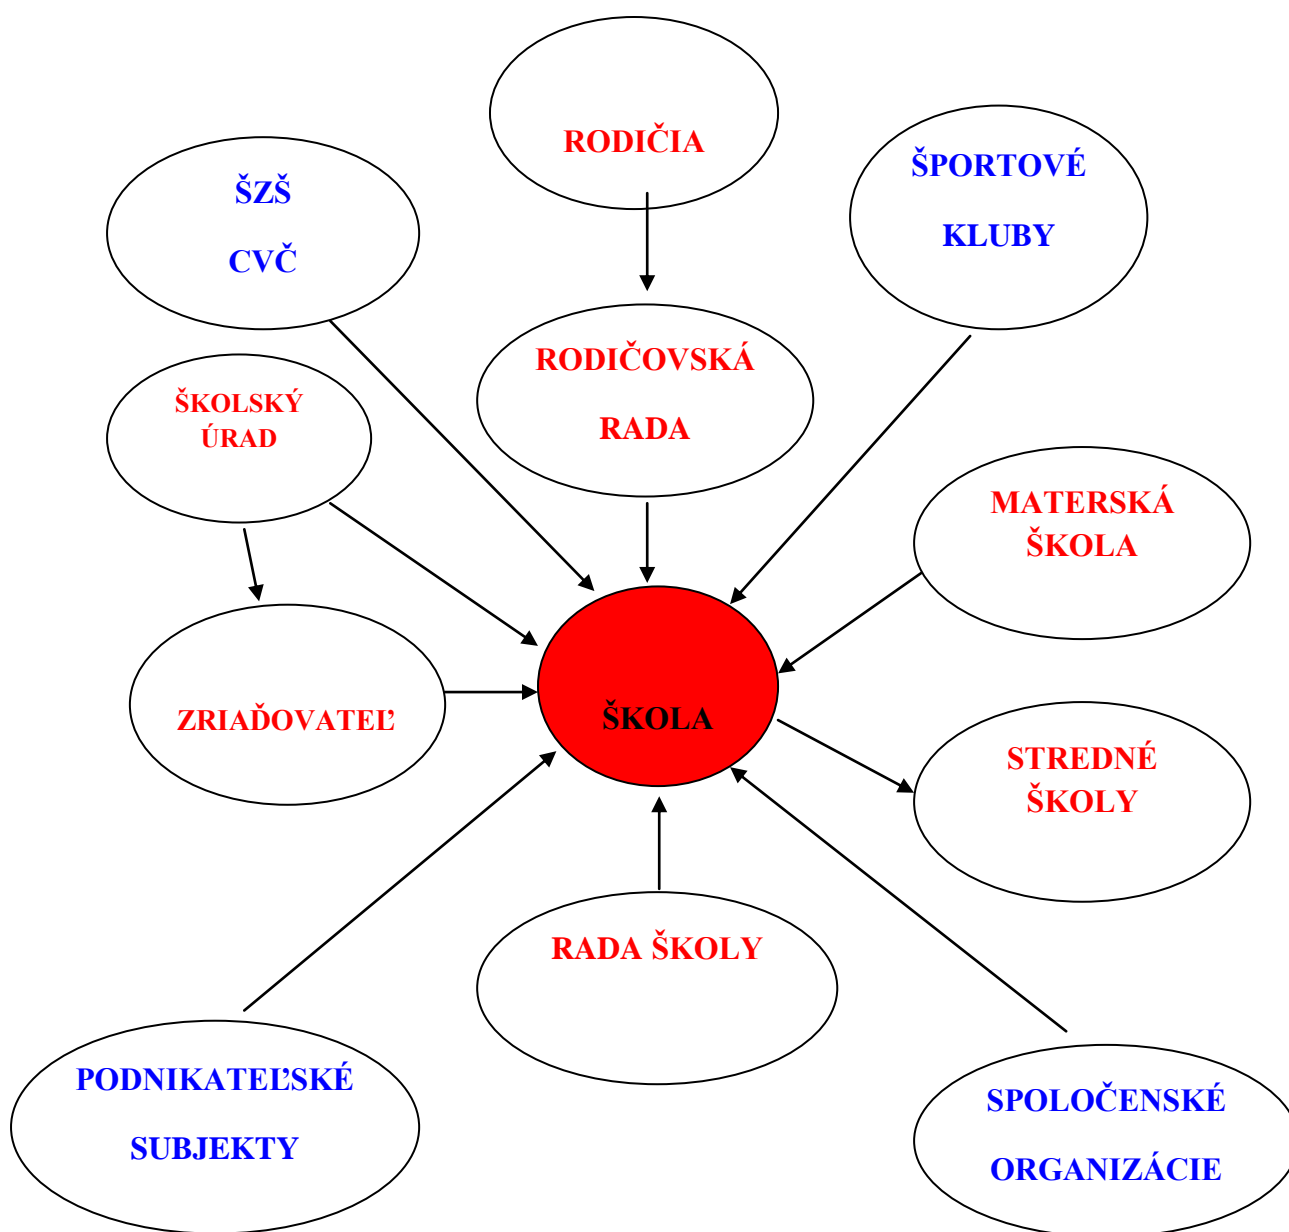 RODIČIA
ŠPORTOVÉ
KLUBY
ŠZŠ
CVČ
RODIČOVSKÁ
RADA
ŠKOLSKÝ
ÚRAD
MATERSKÁ
ŠKOLA
ZRIAĎOVATEĽ
ŠKOLA
STREDNÉ
ŠKOLY
RADA ŠKOLY
PODNIKATEĽSKÉ
SUBJEKTY
SPOLOČENSKÉ
ORGANIZÁCIE